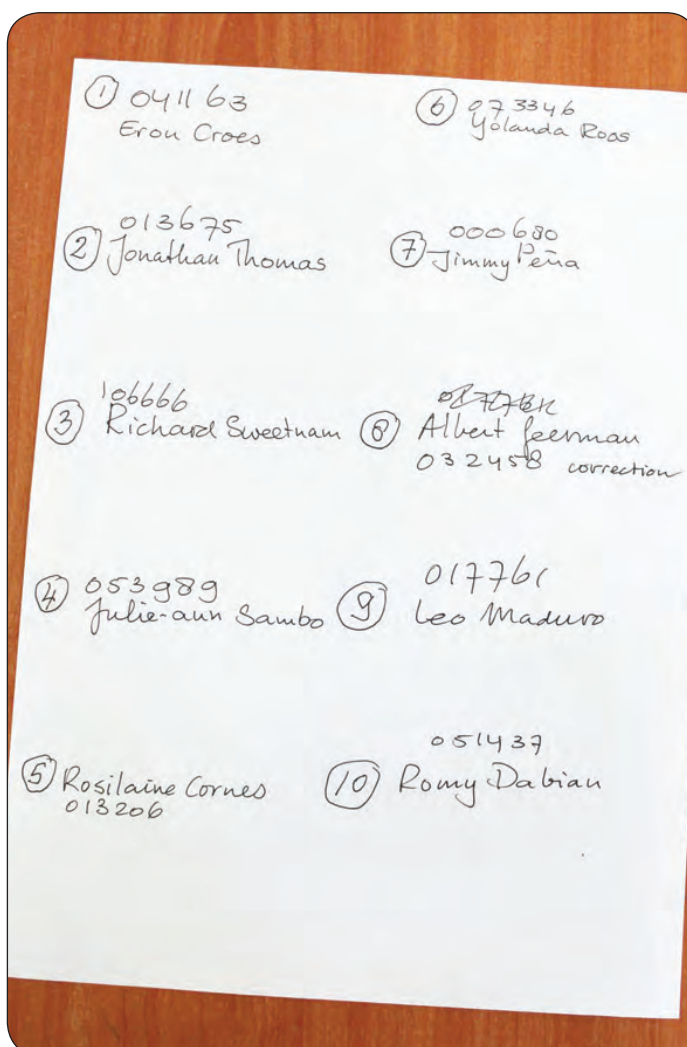 ① 041163
Eron Croes
013675
② Jonathan Thomas
106666
③ Richard Sweetnam
④ 053989
Julie-ann Sambo
⑤ Rosilaine Cornes
013206
⑥ 073346
Yolanda Roos
000680
⑦ Jimmy Peña
⑧ Albert Geerman
032458 correction
017761
⑨ Leo Maduro
051437
⑩ Romy Dabian